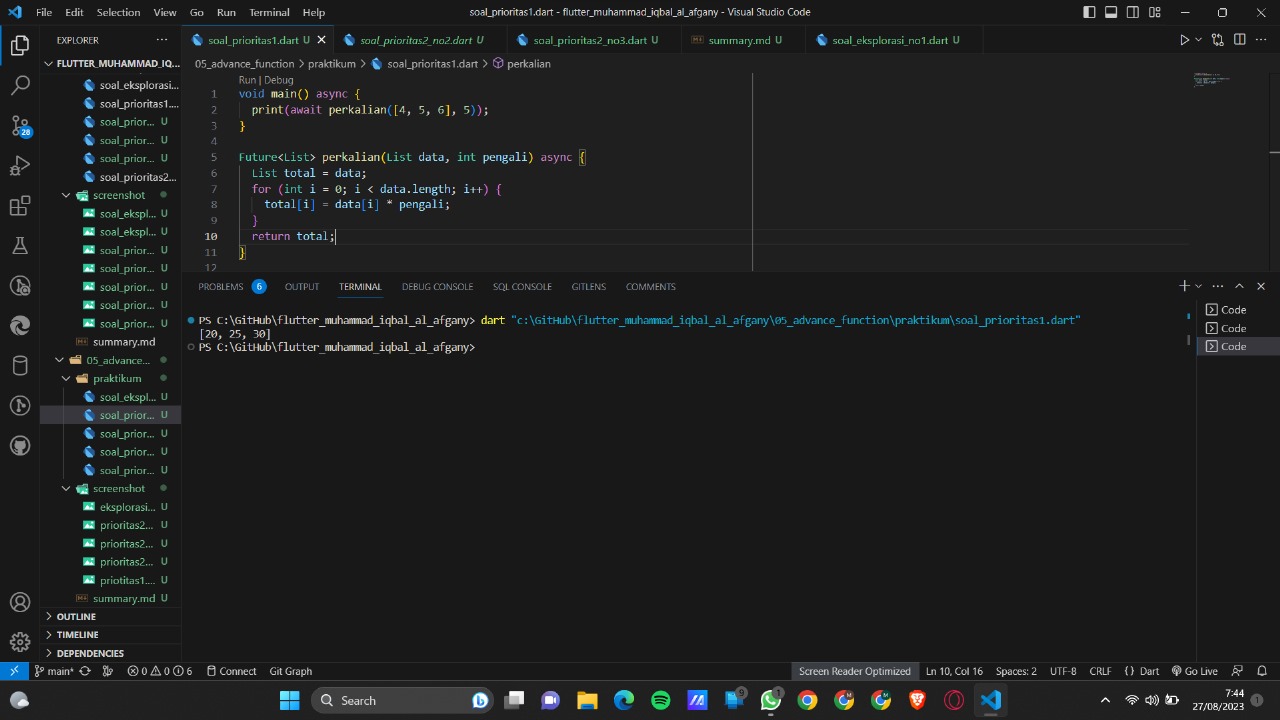 File Edit Selection View Go Run Terminal Help
soal_prioritas1.dart - flutter_muhammad_iqbal_al_afgany - Visual Studio Code
EXPLORER
FLUTTER_MUHAMMAD_IQ...
soal_eksplorasi...
soal_prioritas1....
soal_prior... U
soal_prior... U
soal_prior... U
soal_prioritas2...
screenshot
soal_ekspl... U
soal_ekspl... U
soal_prior... U
soal_prior... U
soal_prior... U
soal_prior... U
soal_prior... U
summary.md
05_advance...
praktikum
soal_ekspl... U
soal_prior... U
soal_prior... U
soal_prior... U
soal_prior... U
screenshot
eksplorasi... U
prioritas2... U
prioritas2... U
prioritas2... U
priotitas1.... U
summary.md U
OUTLINE
TIMELINE
DEPENDENCIES
28
soal_prioritas1.dart U
soal_prioritas2_no2.dart U
soal_prioritas2_no3.dart U
summary.md U
soal_eksplorasi_no1.dart U
05_advance_function > praktikum > soal_prioritas1.dart > perkalian
Run | Debug
1 void main() async {
2 print(await perkalian([4, 5, 6], 5));
3 }
4
5 Future<List> perkalian(List data, int pengali) async {
6 List total = data;
7 for (int i = 0; i < data.length; i++) {
8 total[i] = data[i] * pengali;
9 }
10 return total;
11 }
12
PROBLEMS 6 OUTPUT TERMINAL DEBUG CONSOLE SQL CONSOLE GITLENS COMMENTS
PS C:\GitHub\flutter_muhammad_iqbal_al_afgany> dart "c:\GitHub\flutter_muhammad_iqbal_al_afgany\05_advance_function\praktikum\soal_prioritas1.dart"
[20, 25, 30]
PS C:\GitHub\flutter_muhammad_iqbal_al_afgany>
Code
Code
Code
main* 0 0 6 Connect Git Graph
Screen Reader Optimized Ln 10, Col 16 Spaces: 2 UTF-8 CRLF { } Dart Go Live
Search
9
1
7:44
27/08/2023
1